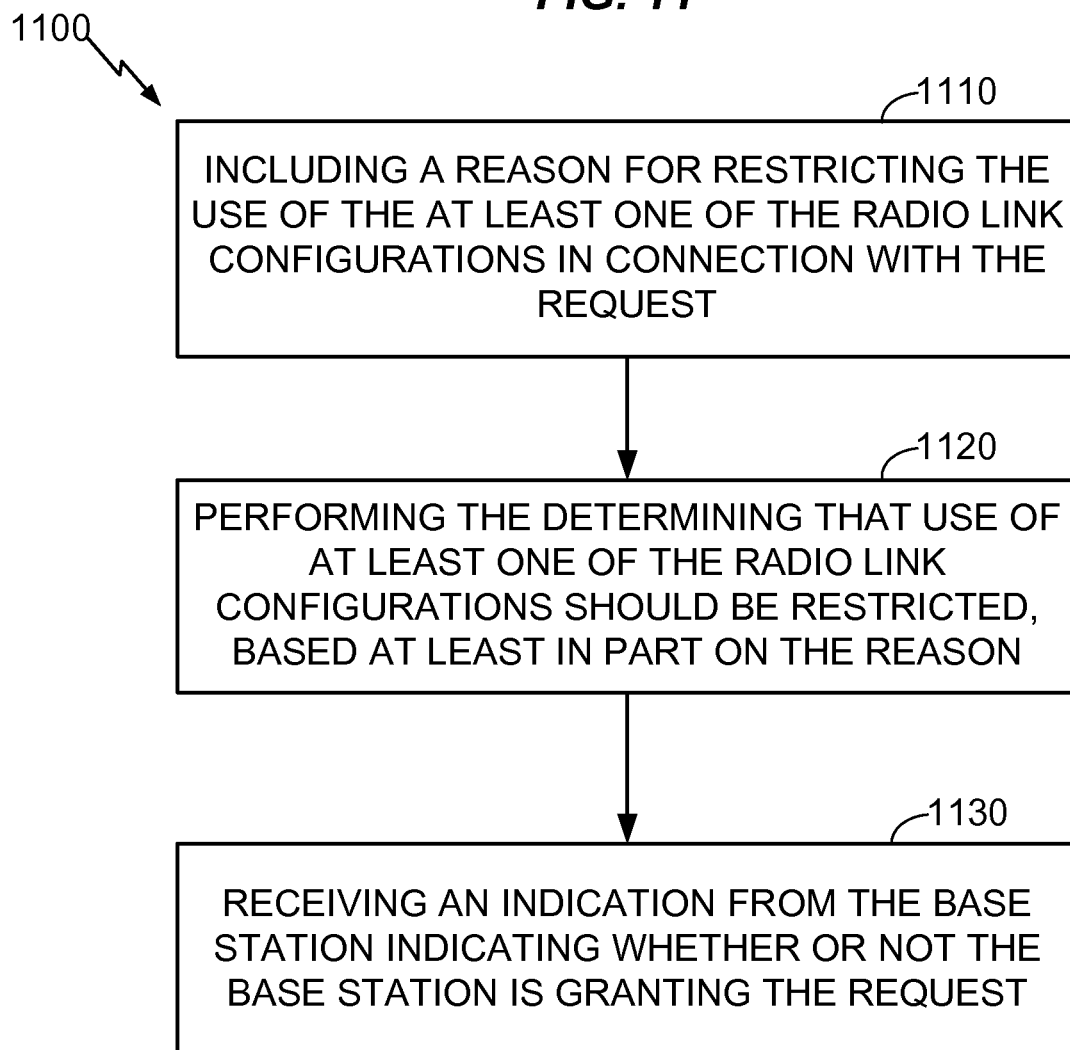 FIG. 11
1100
1110
INCLUDING A REASON FOR RESTRICTING THE
USE OF THE AT LEAST ONE OF THE RADIO LINK
CONFIGURATIONS IN CONNECTION WITH THE
REQUEST
1120
PERFORMING THE DETERMINING THAT USE OF
AT LEAST ONE OF THE RADIO LINK
CONFIGURATIONS SHOULD BE RESTRICTED,
BASED AT LEAST IN PART ON THE REASON
1130
RECEIVING AN INDICATION FROM THE BASE
STATION INDICATING WHETHER OR NOT THE
BASE STATION IS GRANTING THE REQUEST